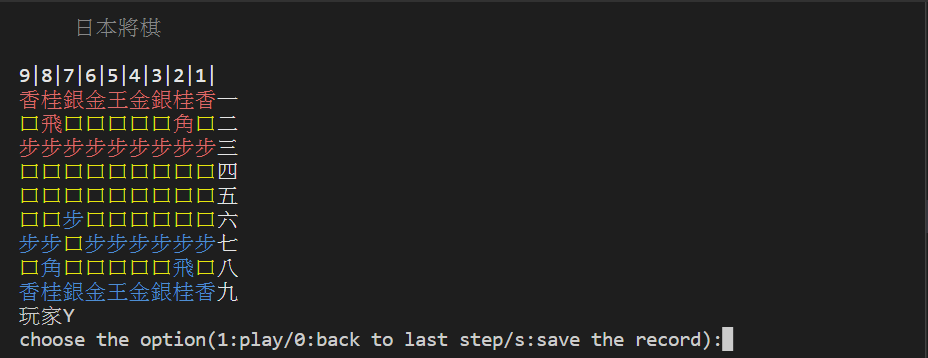 日本將棋
9|8|7|6|5|4|3|2|1|
香桂銀金王金銀桂香一
口飛口口口口口角口二
步步步步步步步步步三
口口口口口口口口口四
口口口口口口口口口五
口口步口口口口口口六
步步口步步步步步步七
口角口口口口口飛口八
香桂銀金王金銀桂香九
玩家Y
choose the option(1:play/0:back to last step/s:save the record):